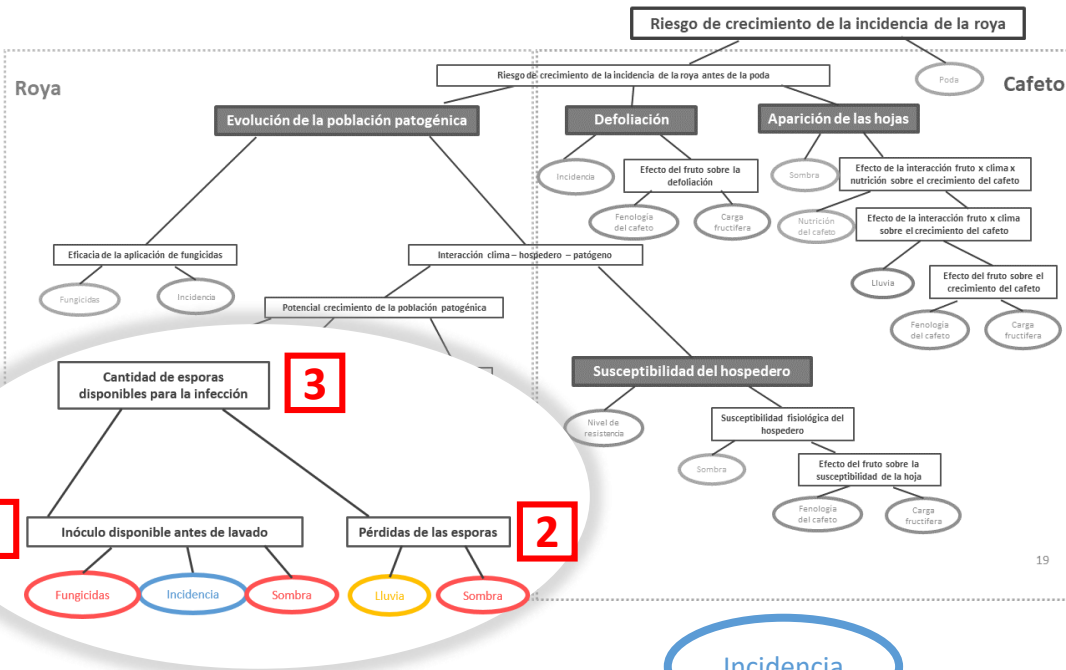 Riesgo de crecimiento de la incidencia de la roya
Roya
Riesgo de crecimiento de la incidencia de la roya antes de la poda
Poda
Cafeto
Evolución de la población patogénica
Defoliación
Aparición de las hojas
Incidencia
Efecto del fruto sobre la
defoliación
Sombra
Efecto de la interacción fruto x clima x
nutrición sobre el crecimiento del cafeto
Fenología
del cafeto
Carga
fructifera
Nutrición
del cafeto
Efecto de la interacción fruto x clima
sobre el crecimiento del cafeto
Eficacia de la aplicación de fungicidas
Interacción clima – hospedero – patógeno
Lluvia
Efecto del fruto sobre el
crecimiento del cafeto
Fungicidas
Incidencia
Potencial crecimiento de la población patogénica
Fenología
del cafeto
Carga
fructifera
Cantidad de esporas
disponibles para la infección
3
Susceptibilidad del hospedero
Nivel de
resistencia
Susceptibilidad fisiológica del
hospedero
Sombra
Efecto del fruto sobre la
susceptibilidad de la hoja
Fenología
del cafeto
Carga
fructifera
Inóculo disponible antes de lavado
Pérdidas de las esporas
2
Fungicidas
Incidencia
Sombra
Lluvia
Sombra
19
Incidencia